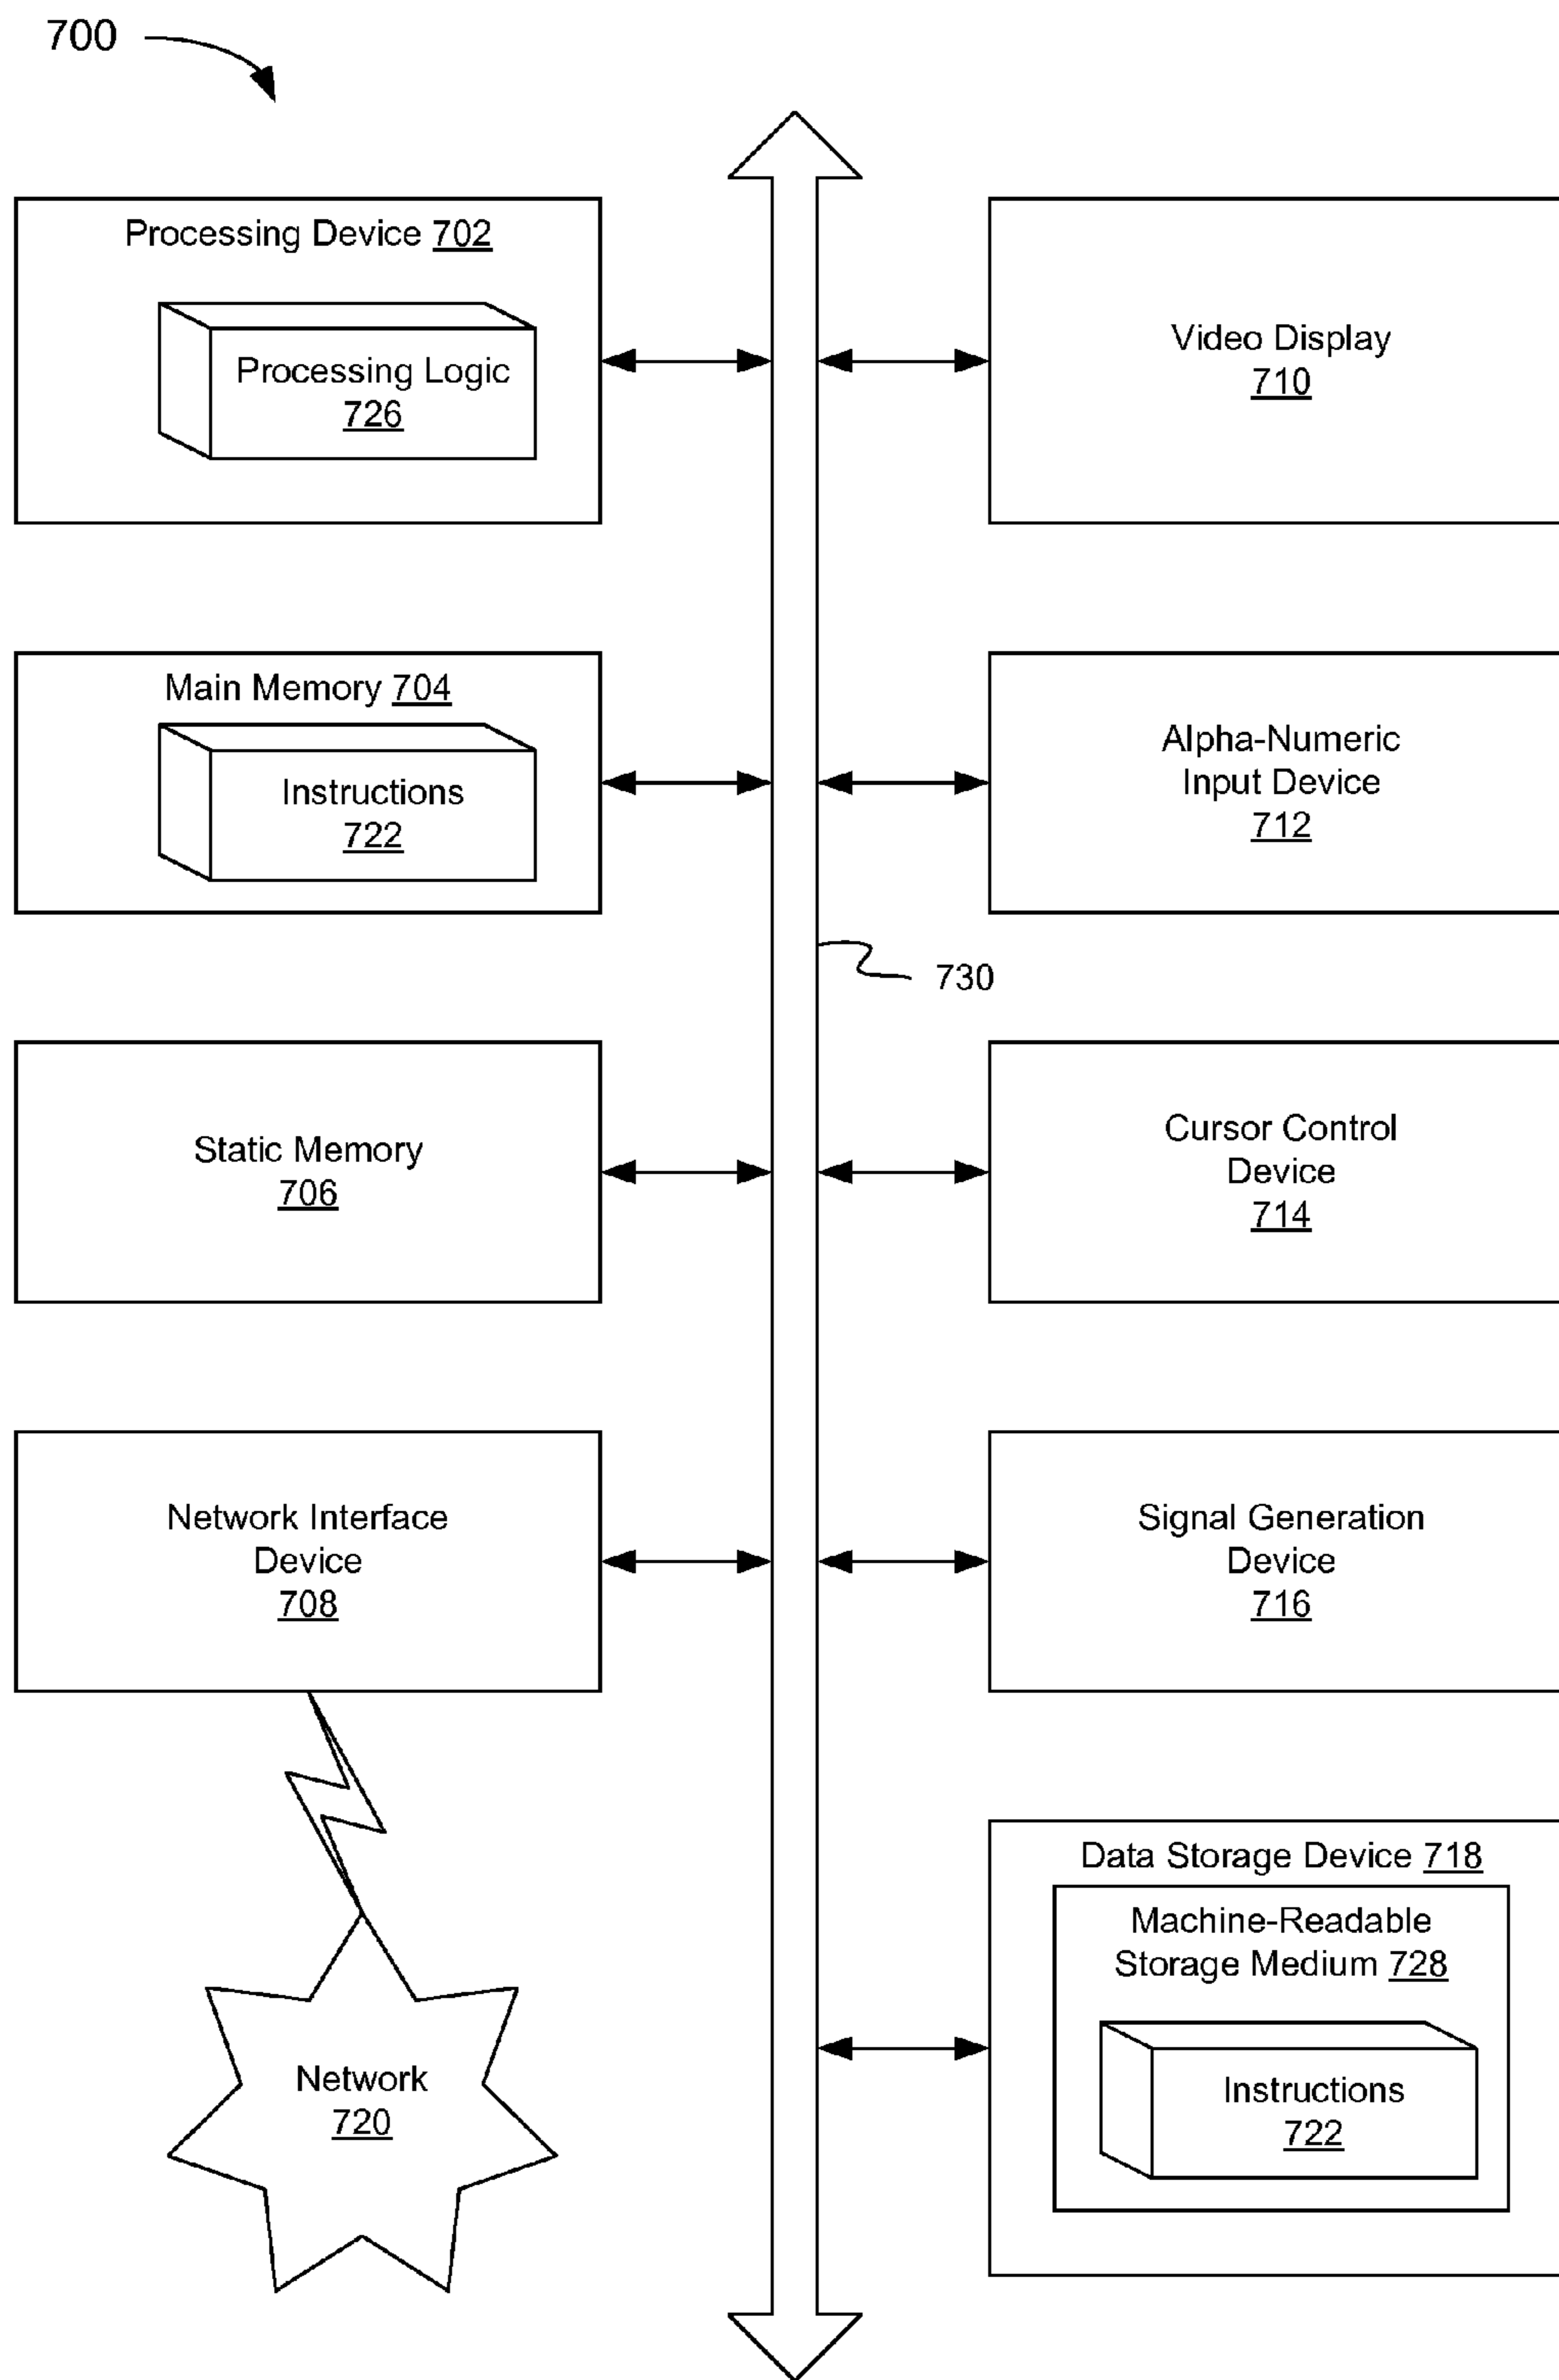 700
Processing Device 702
Processing Logic
726
Video Display
710
Main Memory 704
Instructions
722
Alpha-Numeric
Input Device
712
730
Static Memory
706
Cursor Control
Device
714
Network Interface
Device
708
Signal Generation
Device
716
Data Storage Device 718
Machine-Readable
Storage Medium 728
Instructions
722
Network
720